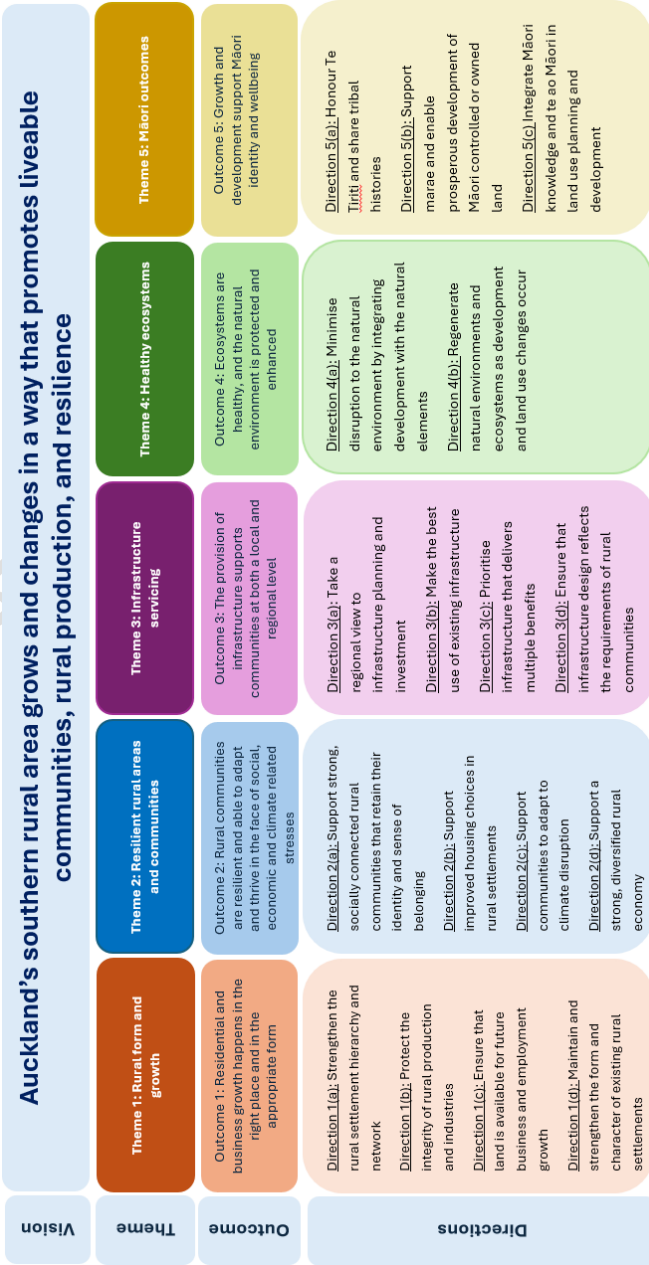 Vision
Auckland's southern rural area grows and changes in a way that promotes liveable
communities, rural production, and resilience
Theme
Theme 1: Rural form and
growth
Theme 2: Resilient rural areas
and communities
Theme 3: Infrastructure
servicing
Theme 4: Healthy ecosystems
Theme 5: Māori outcomes
Outcome
Outcome 1: Residential and
business growth happens in the
right place and in the
appropriate form
Outcome 2: Rural communities
are resilient and able to adapt
and thrive in the face of social,
economic and climate related
stresses
Outcome 3: The provision of
infrastructure supports
communities at both a local and
regional level
Outcome 4: Ecosystems are
healthy, and the natural
environment is protected and
enhanced
Outcome 5: Growth and
development support Māori
identity and wellbeing
Directions
Direction 1(a): Strengthen the
rural settlement hierarchy and
network
Direction 1(b): Protect the
integrity of rural production
and industries
Direction 1(c): Ensure that
land is available for future
business and employment
growth
Direction 1(d): Maintain and
strengthen the form and
character of existing rural
settlements
Direction 2(a): Support strong,
socially connected rural
communities that retain their
identity and sense of
belonging
Direction 2(b): Support
improved housing choices in
rural settlements
Direction 2(c): Support
communities to adapt to
climate disruption
Direction 2(d): Support a
strong, diversified rural
economy
Direction 3(a): Take a
regional view to
infrastructure planning and
investment
Direction 3(b): Make the best
use of existing infrastructure
Direction 3(c): Prioritise
infrastructure that delivers
multiple benefits
Direction 3(d): Ensure that
infrastructure design reflects
the requirements of rural
communities
Direction 4(a): Minimise
disruption to the natural
environment by integrating
development with the natural
elements
Direction 4(b): Regenerate
natural environments and
ecosystems as development
and land use changes occur
Direction 5(a): Honour Te
Tiriti and share tribal
histories
Direction 5(b): Support
marae and enable
prosperous development of
Māori controlled or owned
land
Direction 5(c) Integrate Māori
knowledge and te ao Māori in
land use planning and
development